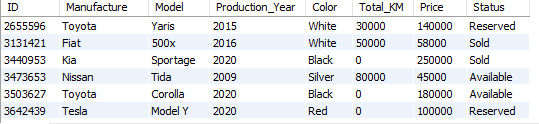 ID Manufacture Model Production_Year Color Total_KM Price Status
2655596 Toyota Yaris 2015 White 30000 140000 Reserved
3131421 Fiat 500x 2016 White 50000 58000 Sold
3440953 Kia Sportage 2020 Black 0 250000 Sold
3473653 Nissan Tida 2009 Silver 80000 45000 Available
3503627 Toyota Corolla 2020 Black 0 180000 Available
3642439 Tesla Model Y 2020 Red 0 100000 Reserved